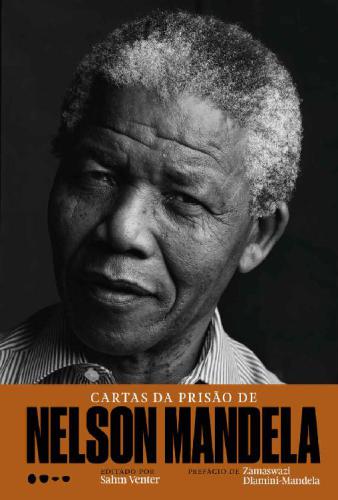 CARTAS DA PRISÃO DE
NELSON MANDELA
EDITADO POR
Sahm Venter
PREFÁCIO DE
Zamaswazi
Dlamini-Mandela